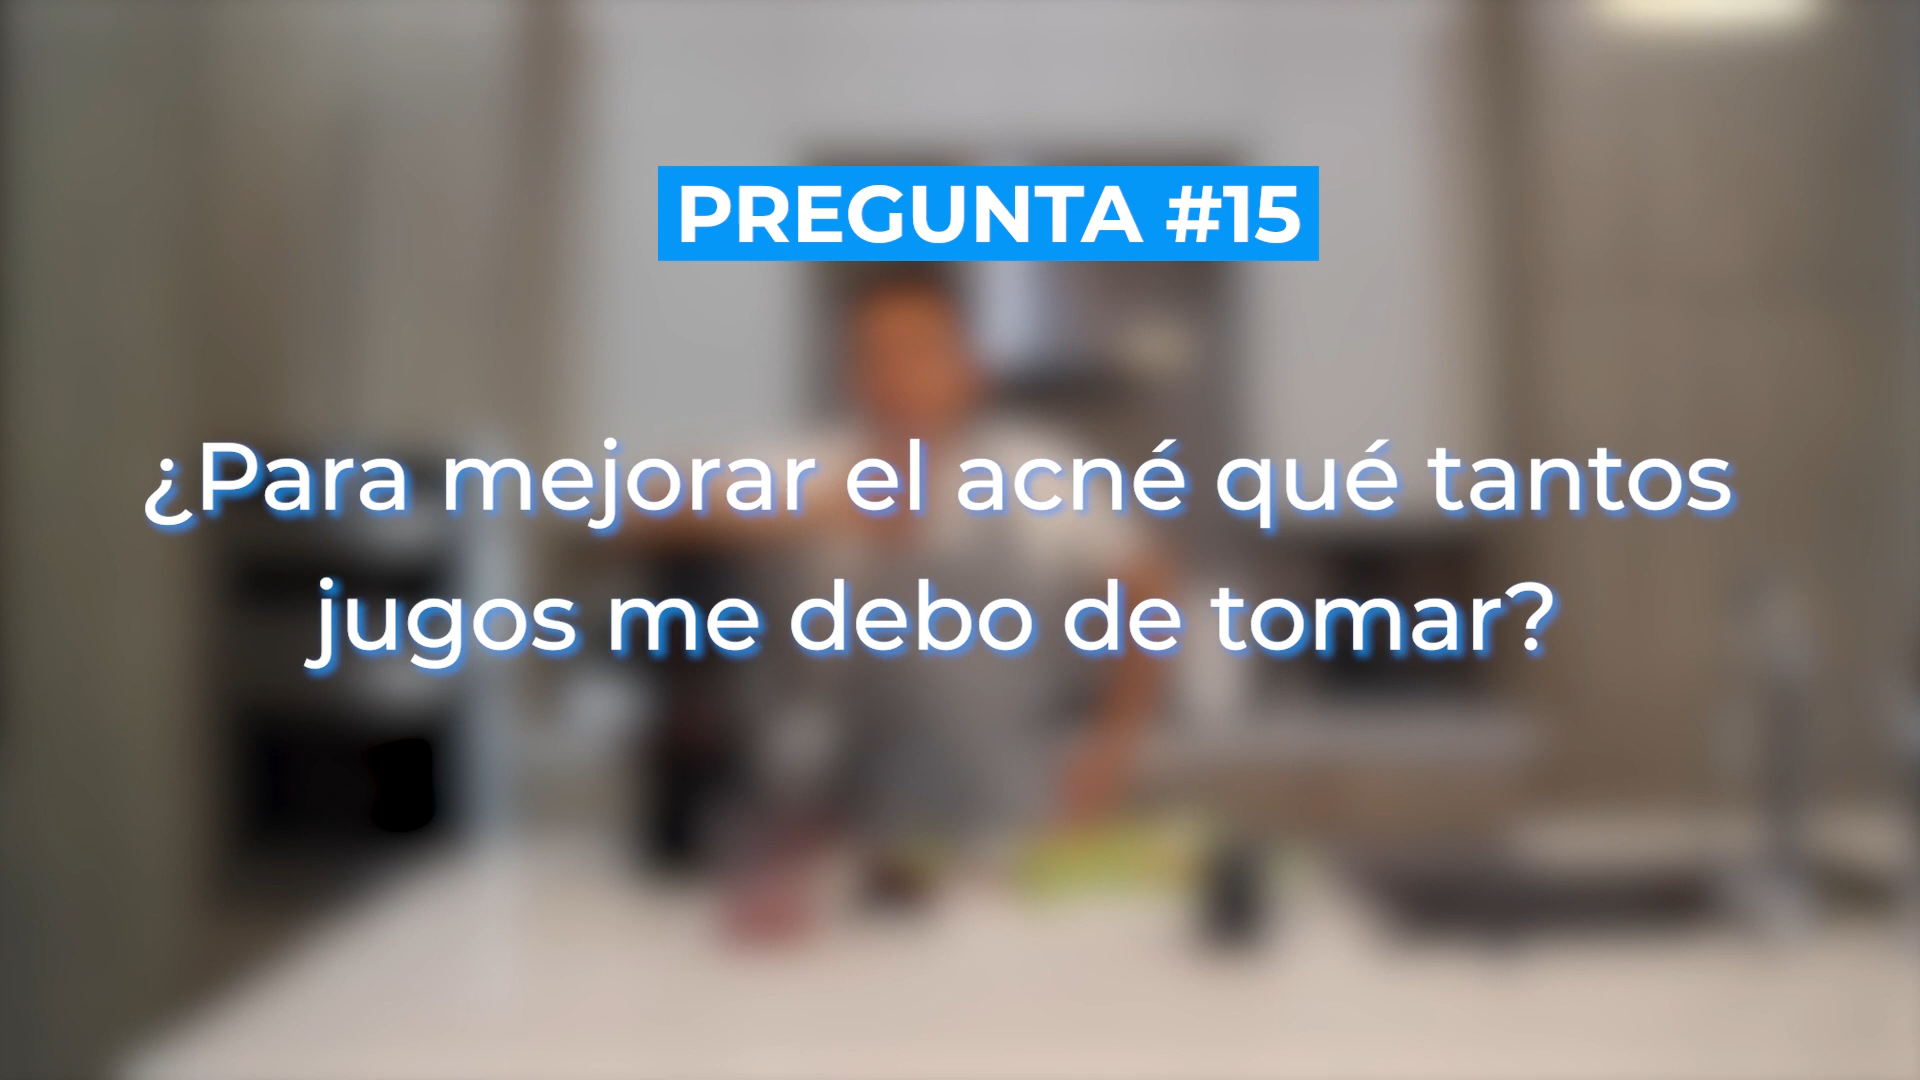 PREGUNTA #15
¿Para mejorar el acné qué tantos
jugos me debo de tomar?